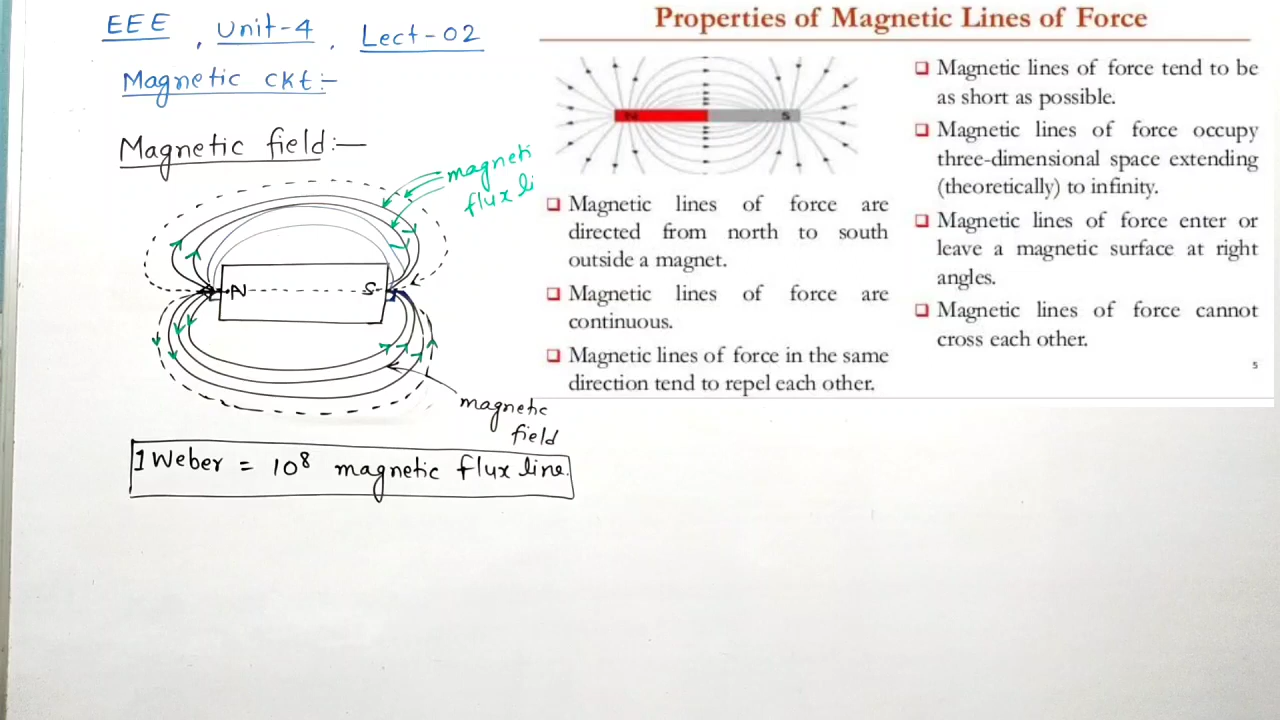 EEE , Unit-4 , Lect-02
Magnetic ckt:-
Magnetic field:-
magneti
flux li
N S
magnetic
field
1 Weber = 10⁸ magnetic flux line.
Properties of Magnetic Lines of Force
N S
❑ Magnetic lines of force are
directed from north to south
outside a magnet.
❑ Magnetic lines of force are
continuous.
❑ Magnetic lines of force in the same
direction tend to repel each other.
❑ Magnetic lines of force tend to be
as short as possible.
❑ Magnetic lines of force occupy
three-dimensional space extending
(theoretically) to infinity.
❑ Magnetic lines of force enter or
leave a magnetic surface at right
angles.
❑ Magnetic lines of force cannot
cross each other.
5